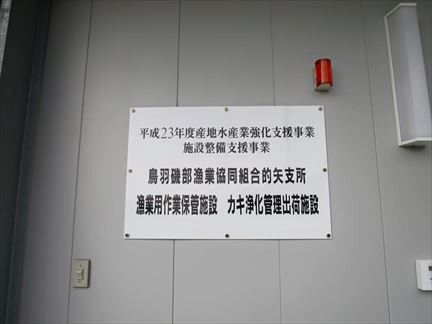 平成23年度産地水産業強化支援事業
施設整備支援事業
鳥羽磯部漁業協同組合的矢支所
漁業用作業保管施設　カキ浄化管理出荷施設